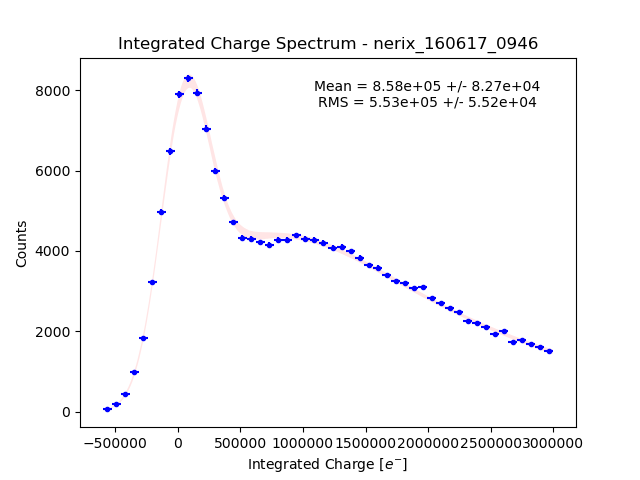 Integrated Charge Spectrum - nerix_160617_0946
Mean = 8.58e+05 +/- 8.27e+04
RMS = 5.53e+05 +/- 5.52e+04
Counts
8000
6000
4000
2000
0
−500000 0 500000 1000000 1500000 2000000 2500000 3000000
Integrated Charge [e⁻]